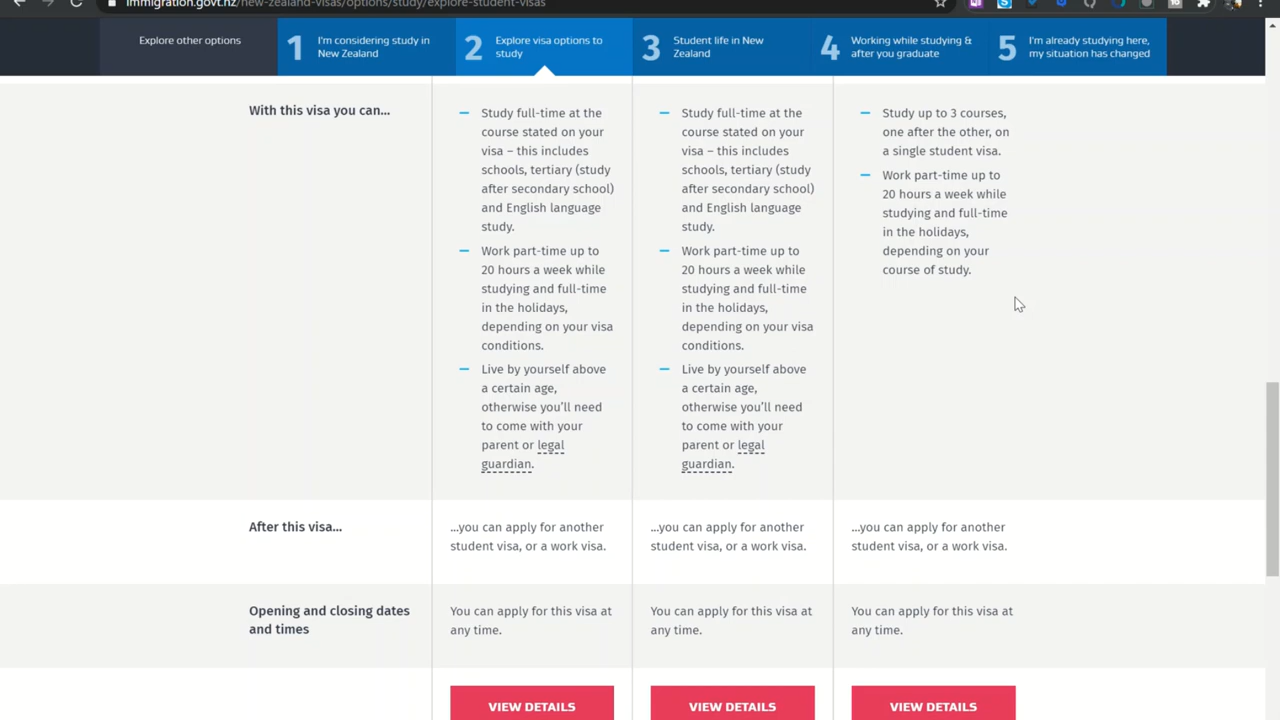 immigration.govt.nz/new-zealand-visas/options/study/explore-student-visas
Explore other options
1 I'm considering study in
New Zealand
2 Explore visa options to
study
3 Student life in New
Zealand
4 Working while studying &
after you graduate
5 I'm already studying here,
my situation has changed
With this visa you can...
– Study full-time at the
course stated on your
visa – this includes
schools, tertiary (study
after secondary school)
and English language
study.
– Work part-time up to
20 hours a week while
studying and full-time
in the holidays,
depending on your visa
conditions.
– Live by yourself above
a certain age,
otherwise you'll need
to come with your
parent or legal
guardian.
– Study full-time at the
course stated on your
visa – this includes
schools, tertiary (study
after secondary school)
and English language
study.
– Work part-time up to
20 hours a week while
studying and full-time
in the holidays,
depending on your visa
conditions.
– Live by yourself above
a certain age,
otherwise you'll need
to come with your
parent or legal
guardian.
– Study up to 3 courses,
one after the other, on
a single student visa.
– Work part-time up to
20 hours a week while
studying and full-time
in the holidays,
depending on your
course of study.
After this visa...
...you can apply for another
student visa, or a work visa.
...you can apply for another
student visa, or a work visa.
...you can apply for another
student visa, or a work visa.
Opening and closing dates
and times
You can apply for this visa at
any time.
You can apply for this visa at
any time.
You can apply for this visa at
any time.
VIEW DETAILS
VIEW DETAILS
VIEW DETAILS